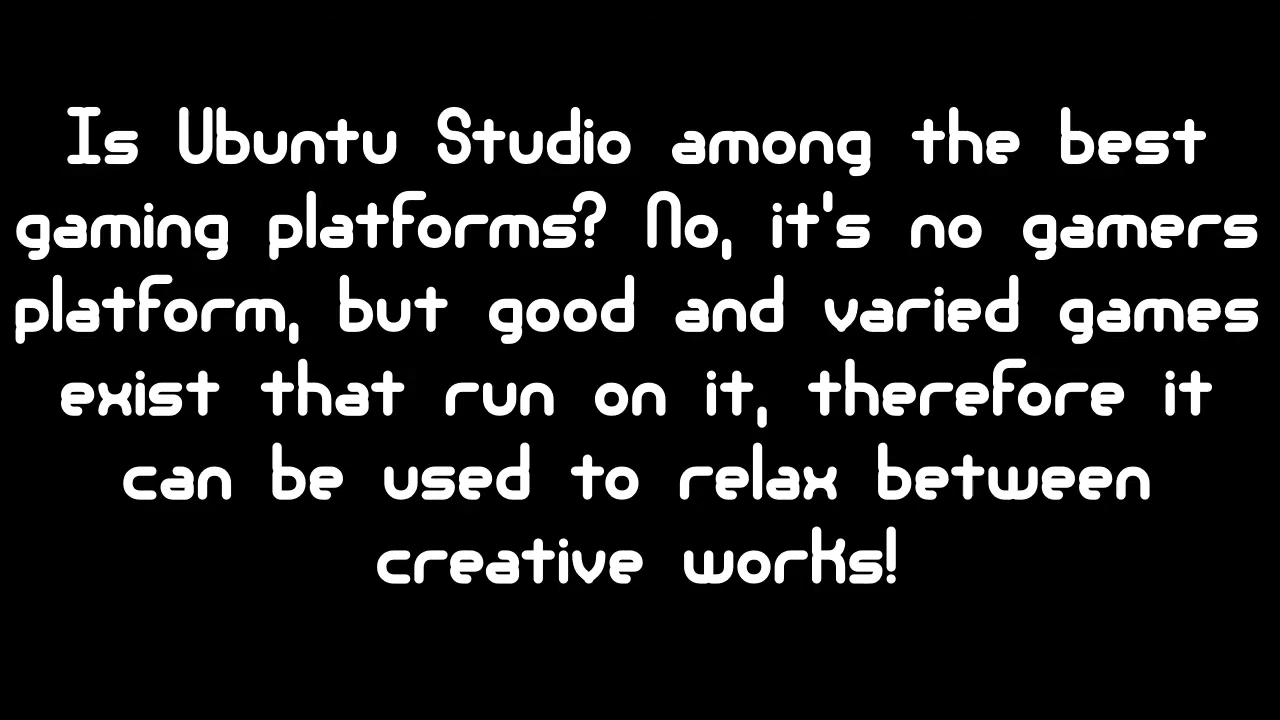 Is Ubuntu Studio among the best
gaming platforms? No, it's no gamers
platform, but good and varied games
exist that run on it, therefore it
can be used to relax between
creative works!